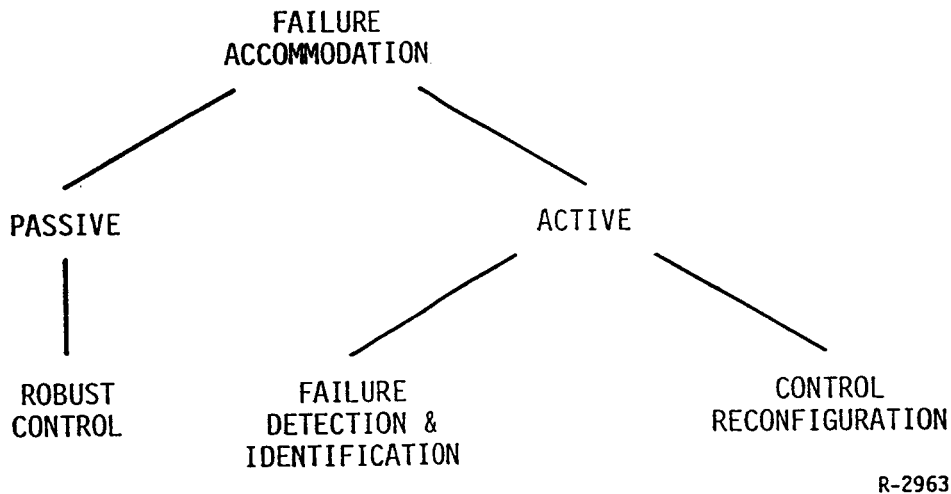 FAILURE
ACCOMMODATION
PASSIVE
ACTIVE
ROBUST
CONTROL
FAILURE
DETECTION &
IDENTIFICATION
CONTROL
RECONFIGURATION
R-2963